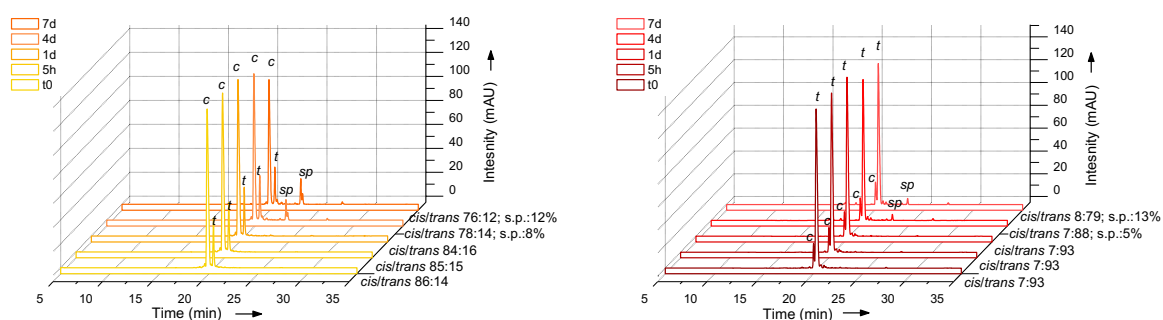 7d
4d
1d
5h
t0
140
120
100
80
60
40
20
0
Intesnity (mAU)
c
c
c
c
c
t
t
t
t
t
sp
sp
cis/trans 76:12; s.p.:12%
cis/trans 78:14; s.p.:8%
cis/trans 84:16
cis/trans 85:15
cis/trans 86:14
5 10 15 20 25 30 35
Time (min)
7d
4d
1d
5h
t0
140
120
100
80
60
40
20
0
Intesnity (mAU)
t
t
t
t
t
c
c
c
c
c
sp
sp
cis/trans 8:79; s.p.:13%
cis/trans 7:88; s.p.:5%
cis/trans 7:93
cis/trans 7:93
cis/trans 7:93
5 10 15 20 25 30 35
Time (min)